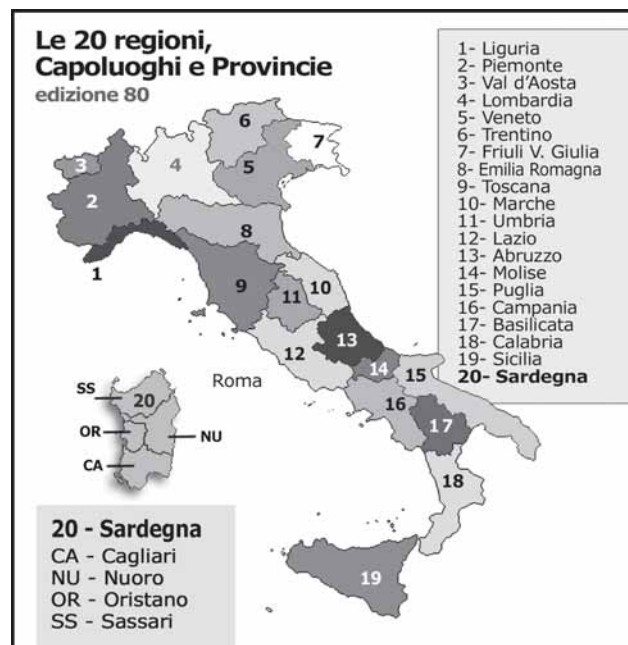 Le 20 regioni,
Capoluoghi e Provincie
edizione 80
1- Liguria
2- Piemonte
3- Val d'Aosta
4- Lombardia
5- Veneto
6- Trentino
7- Friuli V. Giulia
8- Emilia Romagna
9- Toscana
10- Marche
11- Umbria
12- Lazio
13- Abruzzo
14- Molise
15- Puglia
16- Campania
17- Basilicata
18- Calabria
19- Sicilia
20- Sardegna
6
7
3
4
5
2
8
1
9
10
11
12
13
14
15
Roma
16
17
18
19
SS
20
OR
NU
CA
20 - Sardegna
CA - Cagliari
NU - Nuoro
OR - Oristano
SS - Sassari